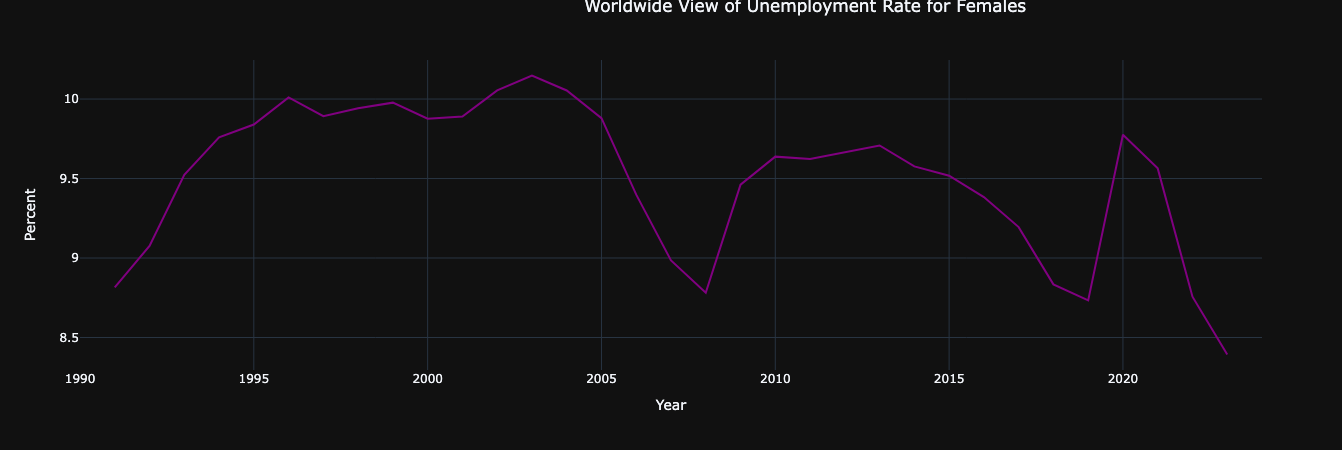 Worldwide View of Unemployment Rate for Females
Percent
10
9.5
9
8.5
1990 1995 2000 2005 2010 2015 2020
Year